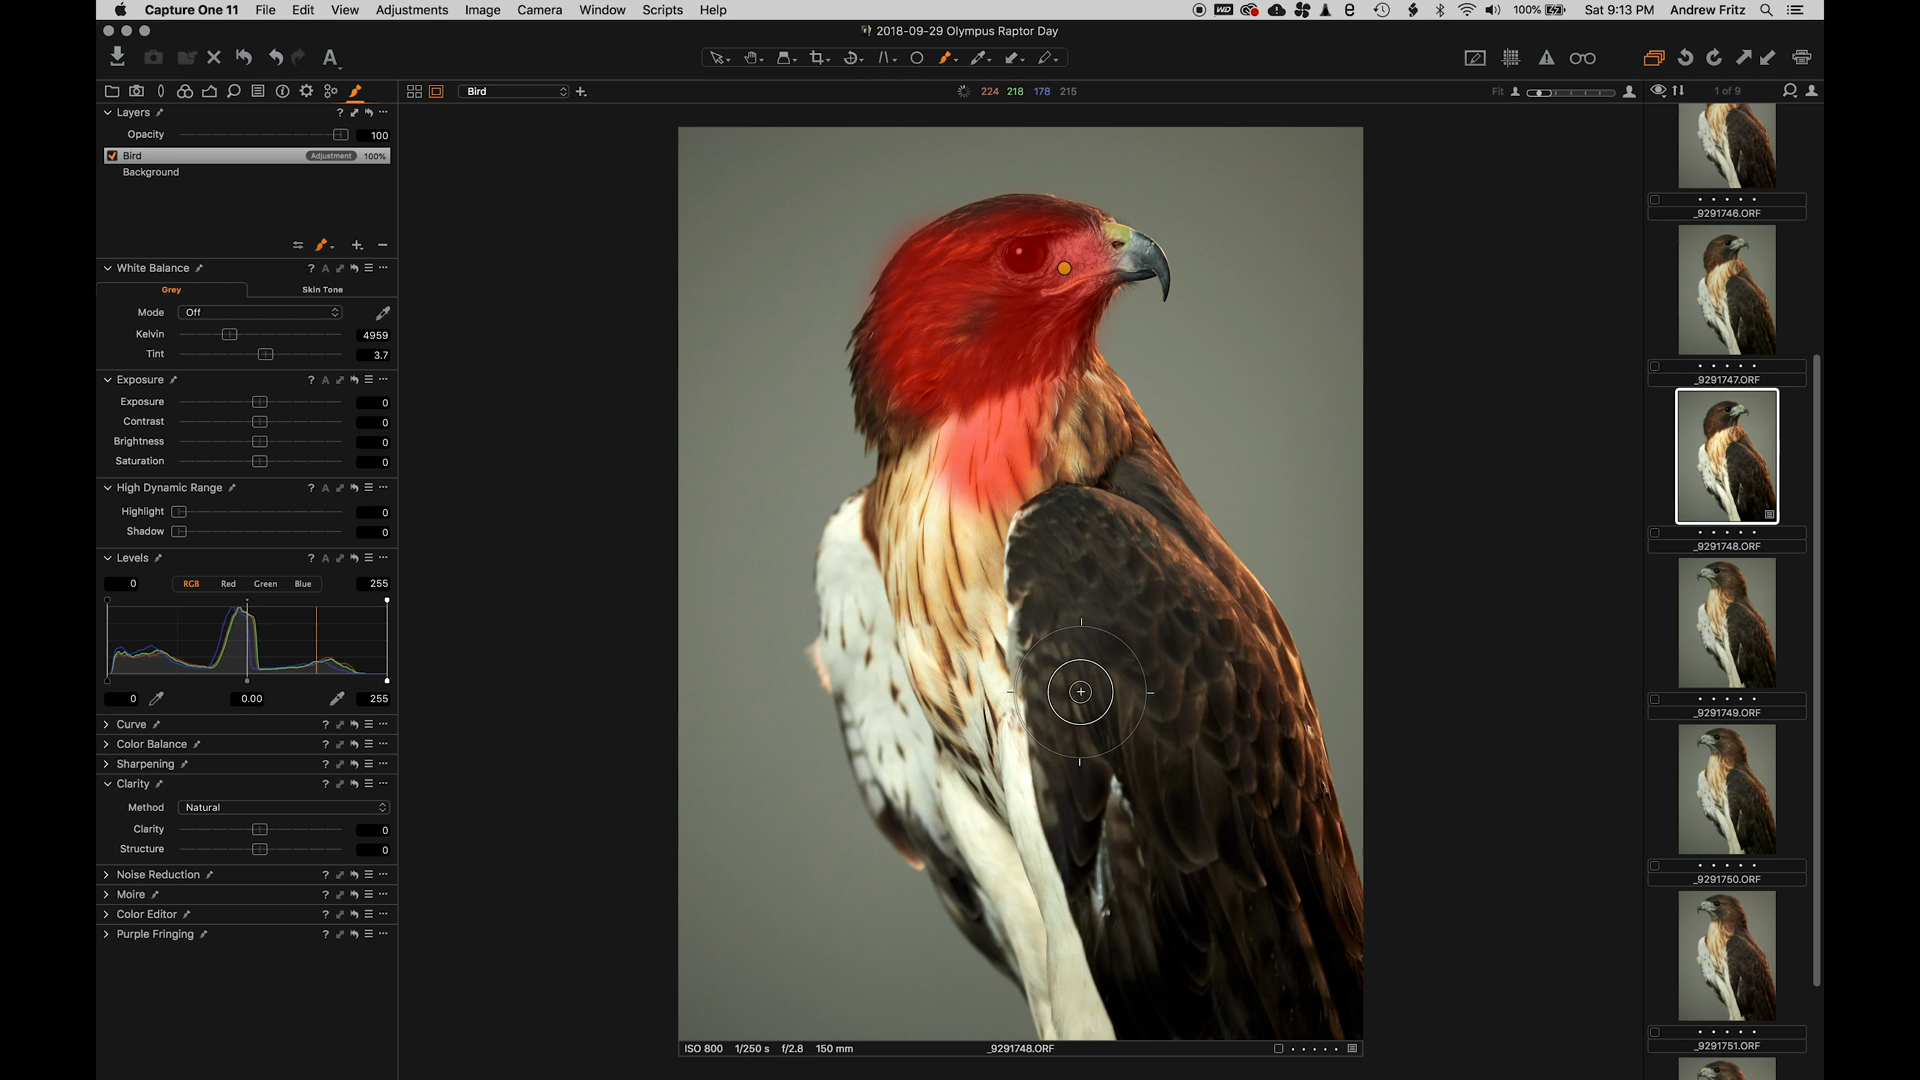 Capture One 11 File Edit View Adjustments Image Camera Window Scripts Help 100% Sat 9:13 PM Andrew Fritz
2018-09-29 Olympus Raptor Day
A
Bird 224 218 178 215 Fit 1 of 9
Layers ?
Opacity 100
Bird Adjustment 100%
Background
White Balance ? A
Grey Skin Tone
Mode Off
Kelvin 4959
Tint 3.7
Exposure ? A
Exposure 0
Contrast 0
Brightness 0
Saturation 0
High Dynamic Range ? A
Highlight 0
Shadow 0
Levels ? A
0 RGB Red Green Blue 255
0 0.00 255
Curve ?
Color Balance ?
Sharpening ?
Clarity ?
Method Natural
Clarity 0
Structure 0
Noise Reduction ?
Moire ?
Color Editor ?
Purple Fringing ?
ISO 800 1/250 s f/2.8 150 mm _9291748.ORF
_9291746.ORF
_9291747.ORF
_9291748.ORF
_9291749.ORF
_9291750.ORF
_9291751.ORF